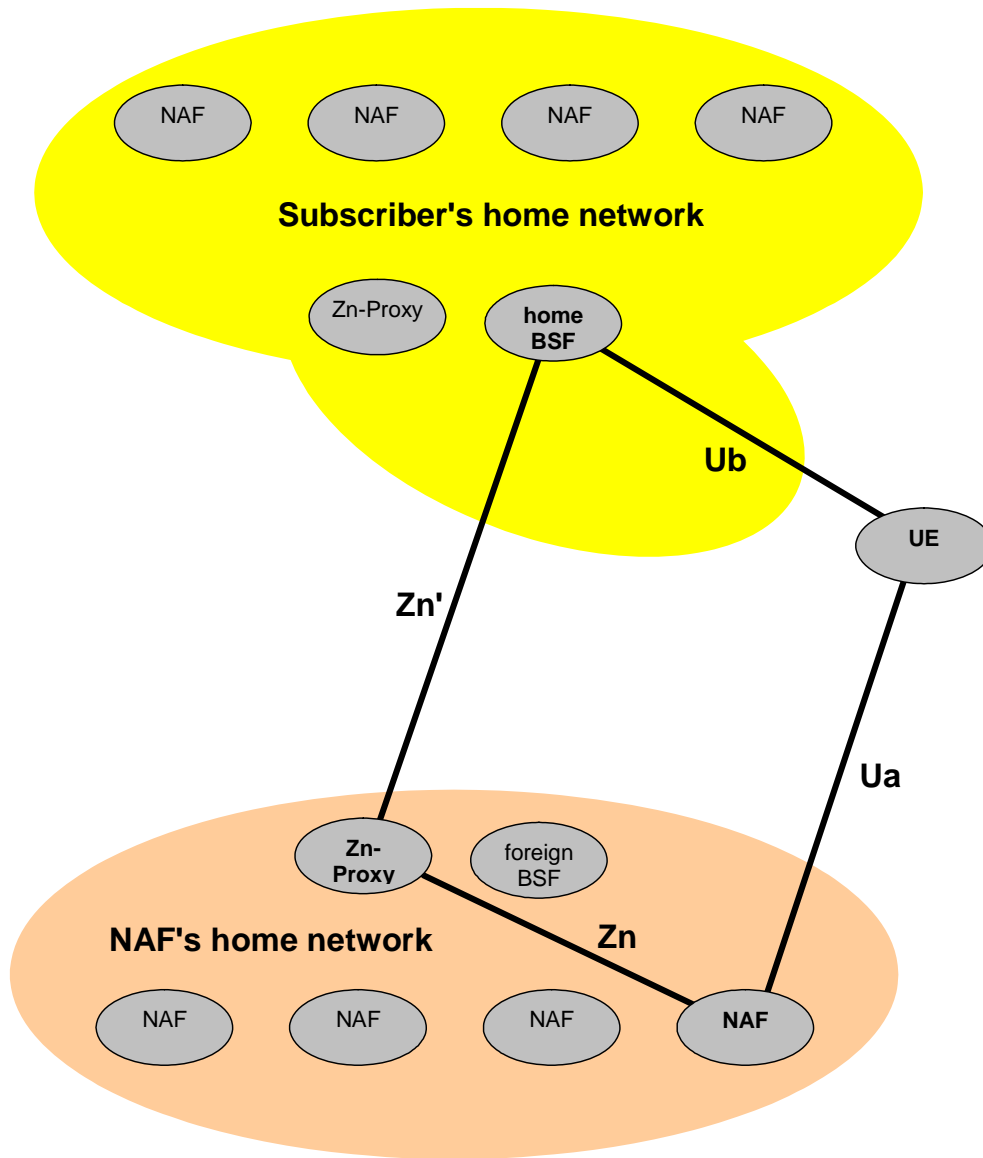 NAF
NAF
NAF
NAF
Subscriber's home network
Zn-Proxy
home
BSF
Ub
UE
Zn'
Ua
Zn-
Proxy
foreign
BSF
NAF's home network
Zn
NAF
NAF
NAF
NAF